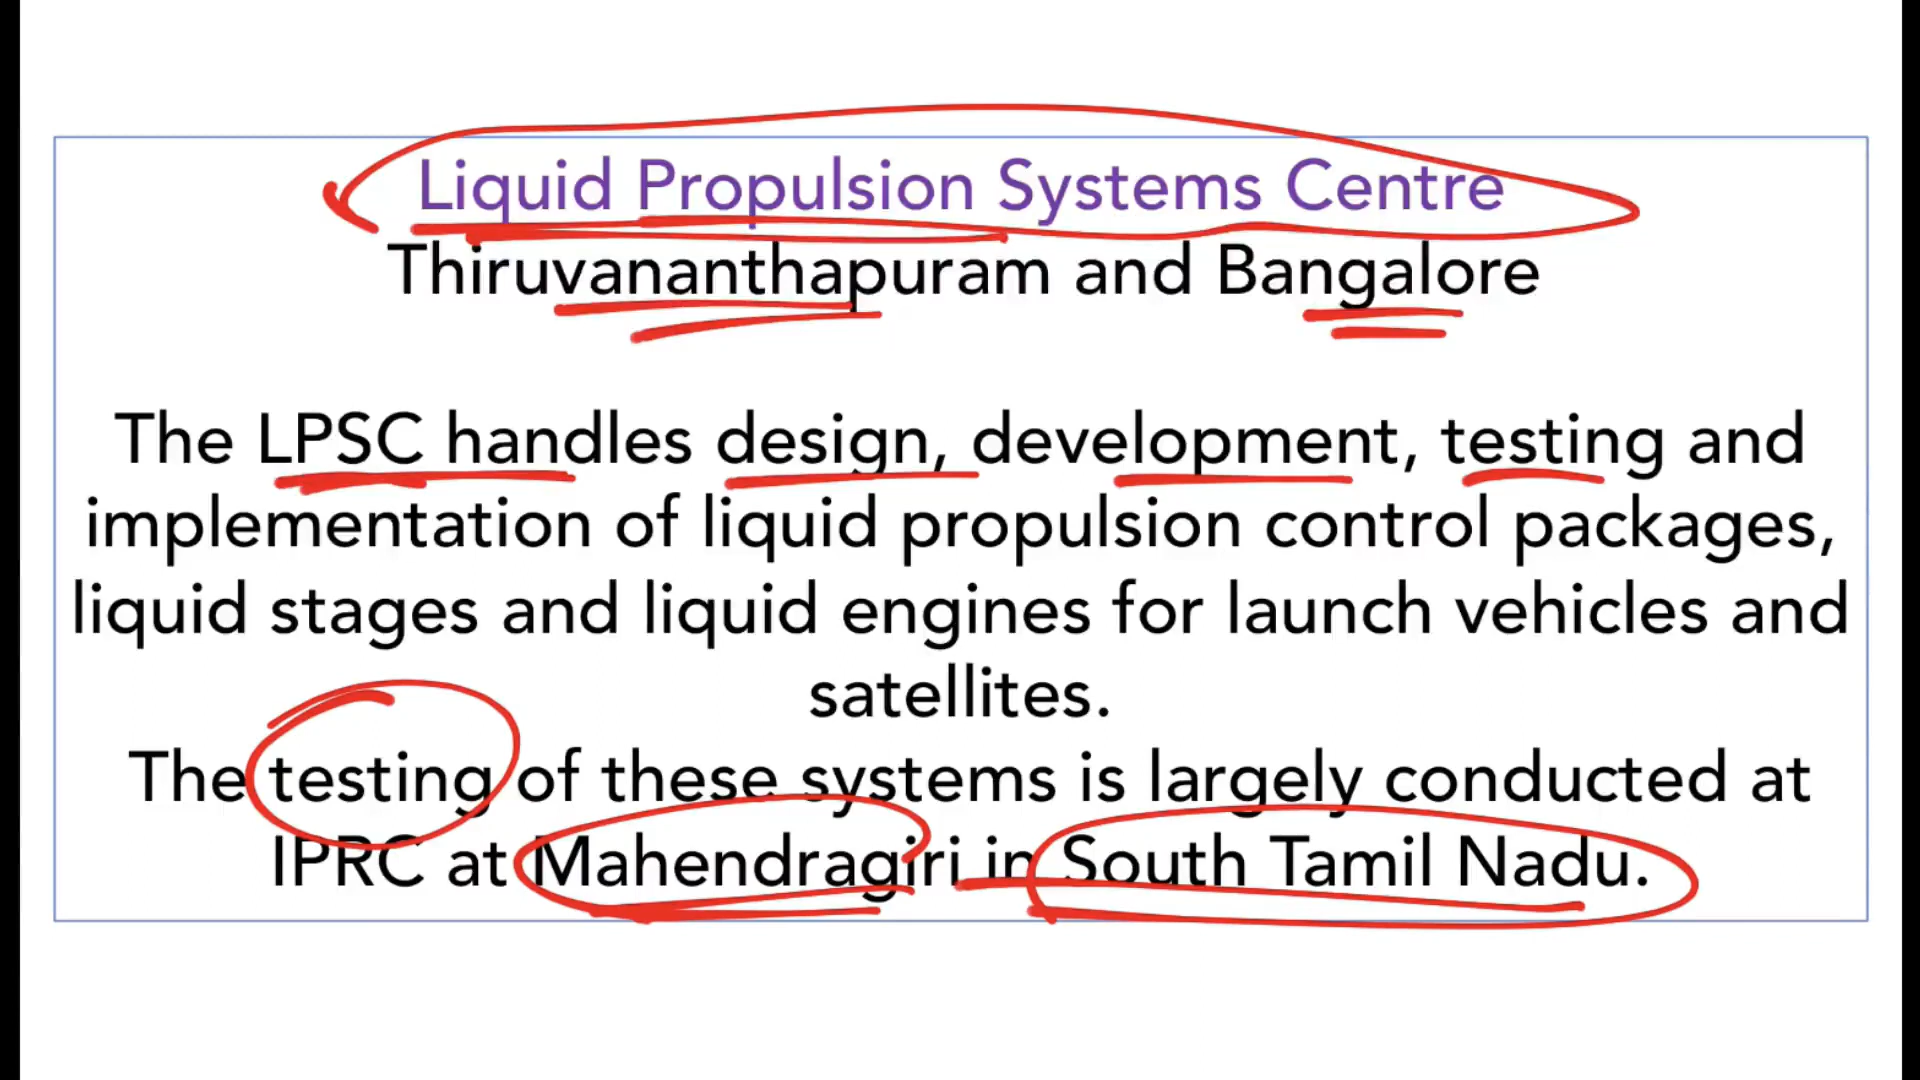 Liquid Propulsion Systems Centre
Thiruvananthapuram and Bangalore
The LPSC handles design, development, testing and
implementation of liquid propulsion control packages,
liquid stages and liquid engines for launch vehicles and
satellites.
The testing of these systems is largely conducted at
IPRC at Mahendragiri in South Tamil Nadu.